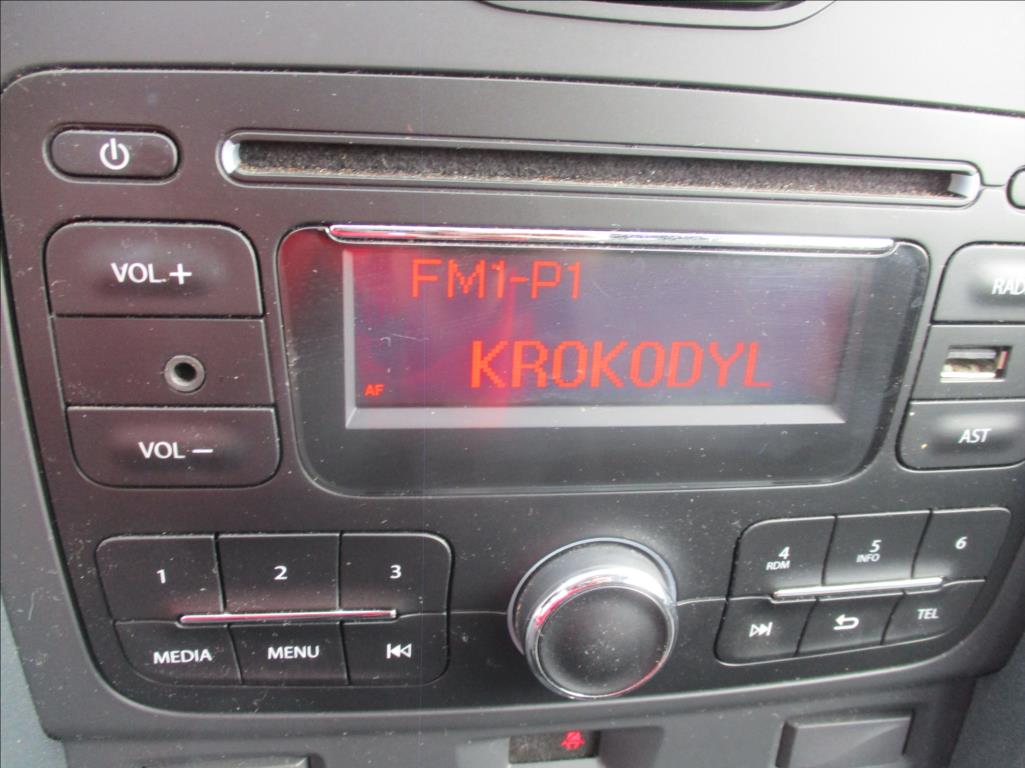 VOL +
FM1-P1
KROKODYL
AF
VOL –
AST
1
2
3
4
RDM
5
INFO
6
MEDIA
MENU
TEL